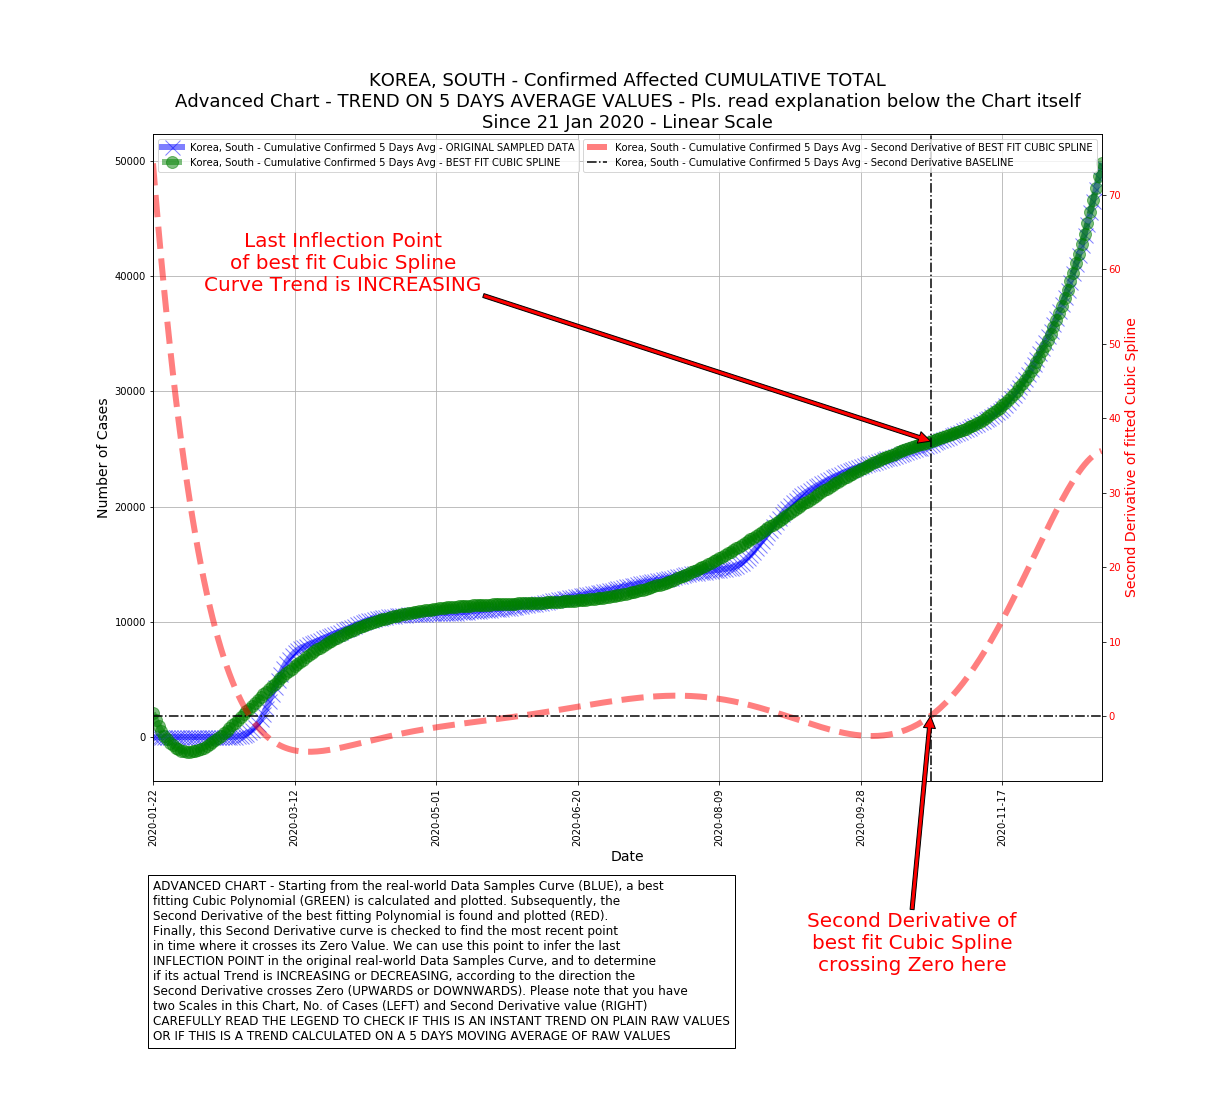 KOREA, SOUTH - Confirmed Affected CUMULATIVE TOTAL
Advanced Chart - TREND ON 5 DAYS AVERAGE VALUES - Pls. read explanation below the Chart itself
Since 21 Jan 2020 - Linear Scale
Korea, South - Cumulative Confirmed 5 Days Avg - ORIGINAL SAMPLED DATA
Korea, South - Cumulative Confirmed 5 Days Avg - BEST FIT CUBIC SPLINE
Korea, South - Cumulative Confirmed 5 Days Avg - Second Derivative of BEST FIT CUBIC SPLINE
Korea, South - Cumulative Confirmed 5 Days Avg - Second Derivative BASELINE
Last Inflection Point
of best fit Cubic Spline
Curve Trend is INCREASING
Number of Cases
50000
40000
30000
20000
10000
0
70
60
50
40
30
20
10
0
Second Derivative of fitted Cubic Spline
2020-01-22
2020-03-12
2020-05-01
2020-06-20
2020-08-09
2020-09-28
2020-11-17
Date
Second Derivative of
best fit Cubic Spline
crossing Zero here
ADVANCED CHART - Starting from the real-world Data Samples Curve (BLUE), a best
fitting Cubic Polynomial (GREEN) is calculated and plotted. Subsequently, the
Second Derivative of the best fitting Polynomial is found and plotted (RED).
Finally, this Second Derivative curve is checked to find the most recent point
in time where it crosses its Zero Value. We can use this point to infer the last
INFLECTION POINT in the original real-world Data Samples Curve, and to determine
if its actual Trend is INCREASING or DECREASING, according to the direction the
Second Derivative crosses Zero (UPWARDS or DOWNWARDS). Please note that you have
two Scales in this Chart, No. of Cases (LEFT) and Second Derivative value (RIGHT)
CAREFULLY READ THE LEGEND TO CHECK IF THIS IS AN INSTANT TREND ON PLAIN RAW VALUES
OR IF THIS IS A TREND CALCULATED ON A 5 DAYS MOVING AVERAGE OF RAW VALUES